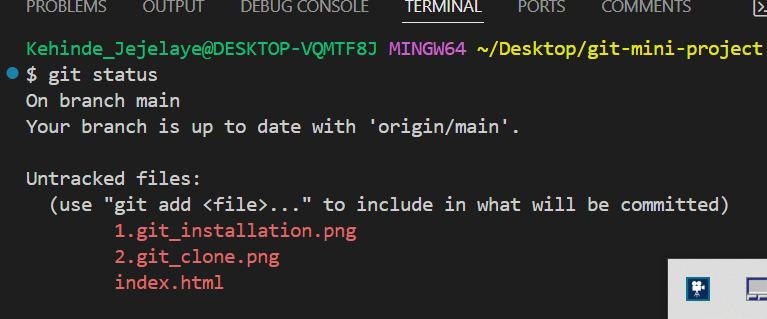 PROBLEMS OUTPUT DEBUG CONSOLE TERMINAL PORTS COMMENTS
Kehinde_Jejelaye@DESKTOP-VQMTF8J MINGW64 ~/Desktop/git-mini-project
$ git status
On branch main
Your branch is up to date with 'origin/main'.
Untracked files:
(use "git add <file>..." to include in what will be committed)
1.git_installation.png
2.git_clone.png
index.html